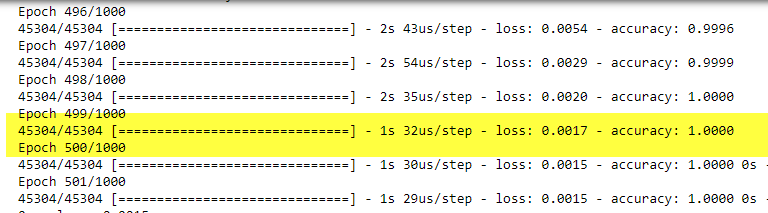 Epoch 496/1000
45304/45304 [==============================] - 2s 43us/step - loss: 0.0054 - accuracy: 0.9996
Epoch 497/1000
45304/45304 [==============================] - 2s 54us/step - loss: 0.0029 - accuracy: 0.9999
Epoch 498/1000
45304/45304 [==============================] - 2s 35us/step - loss: 0.0020 - accuracy: 1.0000
Epoch 499/1000
45304/45304 [==============================] - 1s 32us/step - loss: 0.0017 - accuracy: 1.0000
Epoch 500/1000
45304/45304 [==============================] - 1s 30us/step - loss: 0.0015 - accuracy: 1.0000 0s -
Epoch 501/1000
45304/45304 [==============================] - 1s 29us/step - loss: 0.0015 - accuracy: 1.0000 0s -